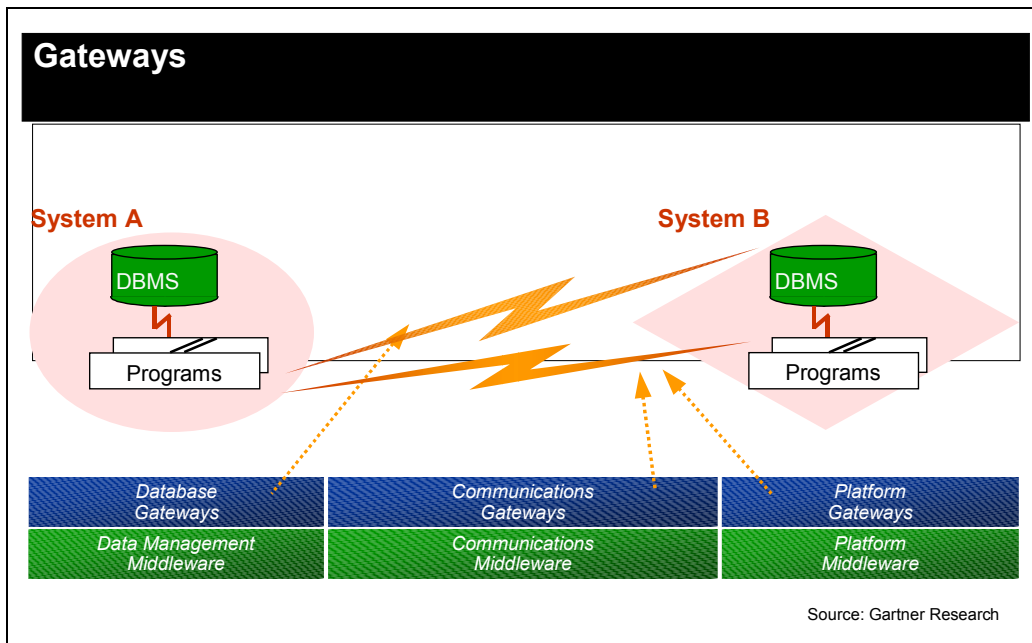 Gateways
System A
System B
DBMS
DBMS
Programs
Programs
Database
Gateways
Communications
Gateways
Platform
Gateways
Data Management
Middleware
Communications
Middleware
Platform
Middleware
Source: Gartner Research